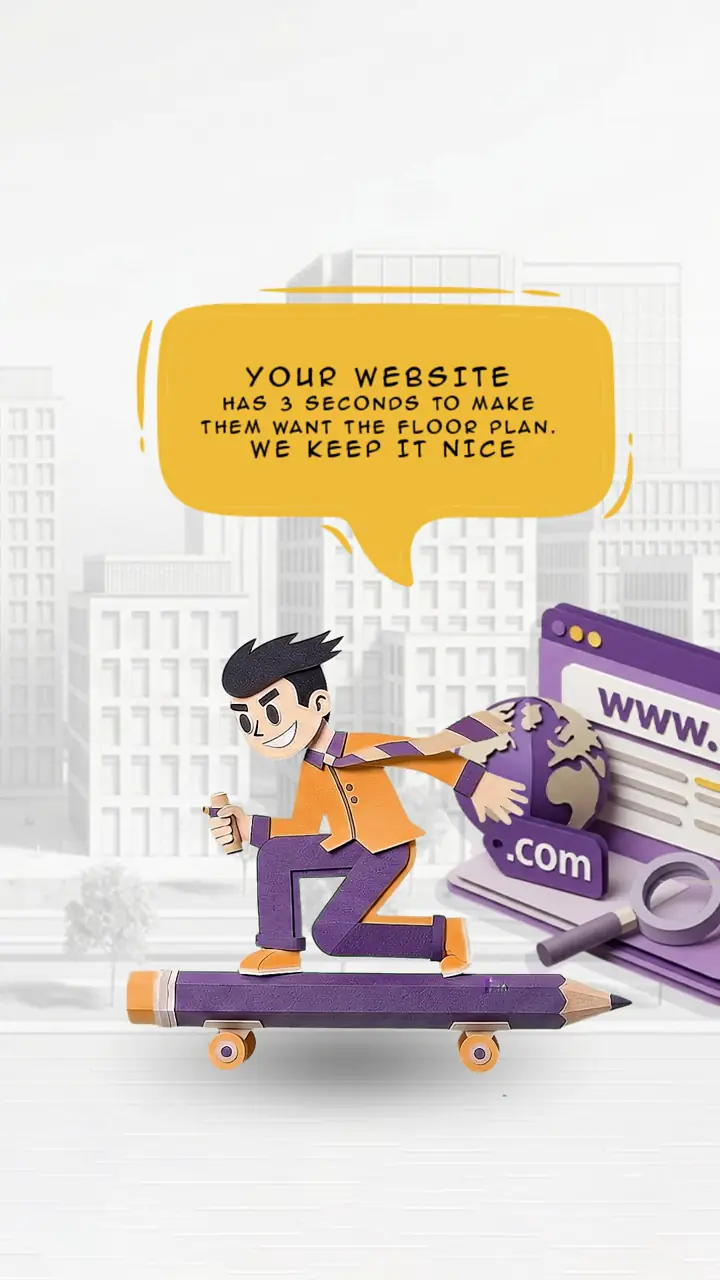 YOUR WEBSITE
HAS 3 SECONDS TO MAKE
THEM WANT THE FLOOR PLAN.
WE KEEP IT NICE
www.
.com